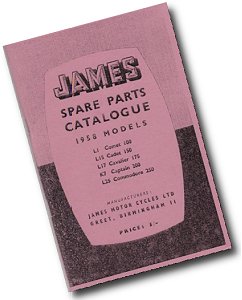 JAMES
SPARE PARTS
CATALOGUE
1958 MODELS
L1 Comet 100
L15 Cadet 150
L17 Cavalier 175
K7 Captain 200
L25 Commodore 250
MANUFACTURERS:
JAMES MOTOR CYCLES LTD
GREET, BIRMINGHAM 11
PRICE: